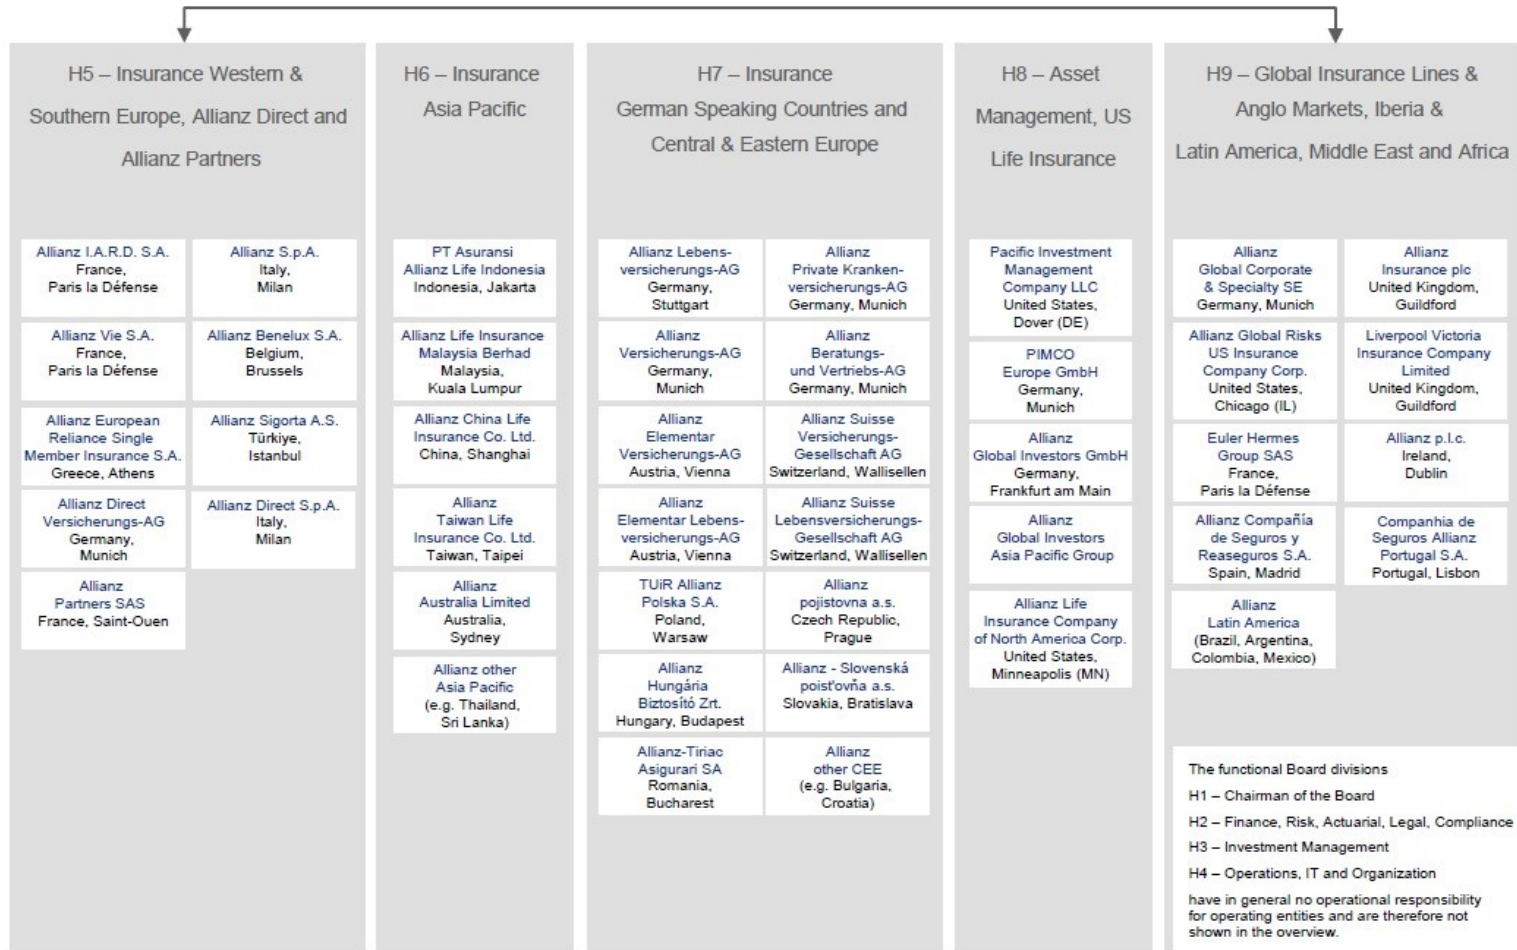 H5 – Insurance Western &
Southern Europe, Allianz Direct and
Allianz Partners
Allianz I.A.R.D. S.A.
France,
Paris la Défense
Allianz S.p.A.
Italy,
Milan
Allianz Vie S.A.
France,
Paris la Défense
Allianz Benelux S.A.
Belgium,
Brussels
Allianz European
Reliance Single
Member Insurance S.A.
Greece, Athens
Allianz Sigorta A.S.
Türkiye,
Istanbul
Allianz Direct
Versicherungs-AG
Germany,
Munich
Allianz Direct S.p.A.
Italy,
Milan
Allianz
Partners SAS
France, Saint-Ouen
H6 – Insurance
Asia Pacific
PT Asuransi
Allianz Life Indonesia
Indonesia, Jakarta
Allianz Life Insurance
Malaysia Berhad
Malaysia,
Kuala Lumpur
Allianz China Life
Insurance Co. Ltd.
China, Shanghai
Allianz
Taiwan Life
Insurance Co. Ltd.
Taiwan, Taipei
Allianz
Australia Limited
Australia,
Sydney
Allianz other
Asia Pacific
(e.g. Thailand,
Sri Lanka)
H7 – Insurance
German Speaking Countries and
Central & Eastern Europe
Allianz Lebens-
versicherungs-AG
Germany,
Stuttgart
Allianz
Private Kranken-
versicherungs-AG
Germany, Munich
Allianz
Versicherungs-AG
Germany,
Munich
Allianz
Beratungs-
und Vertriebs-AG
Germany, Munich
Allianz
Elementar
Versicherungs-AG
Austria, Vienna
Allianz Suisse
Versicherungs-
Gesellschaft AG
Switzerland, Wallisellen
Allianz
Elementar Lebens-
versicherungs-AG
Austria, Vienna
Allianz Suisse
Lebensversicherungs-
Gesellschaft AG
Switzerland, Wallisellen
TUiR Allianz
Polska S.A.
Poland,
Warsaw
Allianz
pojistovna a.s.
Czech Republic,
Prague
Allianz
Hungária
Biztosító Zrt.
Hungary, Budapest
Allianz - Slovenská
poisťovňa a.s.
Slovakia, Bratislava
Allianz-Tiriac
Asigurari SA
Romania,
Bucharest
Allianz
other CEE
(e.g. Bulgaria,
Croatia)
H8 – Asset
Management, US
Life Insurance
Pacific Investment
Management
Company LLC
United States,
Dover (DE)
PIMCO
Europe GmbH
Germany,
Munich
Allianz
Global Investors GmbH
Germany,
Frankfurt am Main
Allianz
Global Investors
Asia Pacific Group
Allianz Life
Insurance Company
of North America Corp.
United States,
Minneapolis (MN)
H9 – Global Insurance Lines &
Anglo Markets, Iberia &
Latin America, Middle East and Africa
Allianz
Global Corporate
& Specialty SE
Germany, Munich
Allianz
Insurance plc
United Kingdom,
Guildford
Allianz Global Risks
US Insurance
Company Corp.
United States,
Chicago (IL)
Liverpool Victoria
Insurance Company
Limited
United Kingdom,
Guildford
Euler Hermes
Group SAS
France,
Paris la Défense
Allianz p.l.c.
Ireland,
Dublin
Allianz Compañía
de Seguros y
Reaseguros S.A.
Spain, Madrid
Companhia de
Seguros Allianz
Portugal S.A.
Portugal, Lisbon
Allianz
Latin America
(Brazil, Argentina,
Colombia, Mexico)
The functional Board divisions
H1 – Chairman of the Board
H2 – Finance, Risk, Actuarial, Legal, Compliance
H3 – Investment Management
H4 – Operations, IT and Organization
have in general no operational responsibility
for operating entities and are therefore not
shown in the overview.